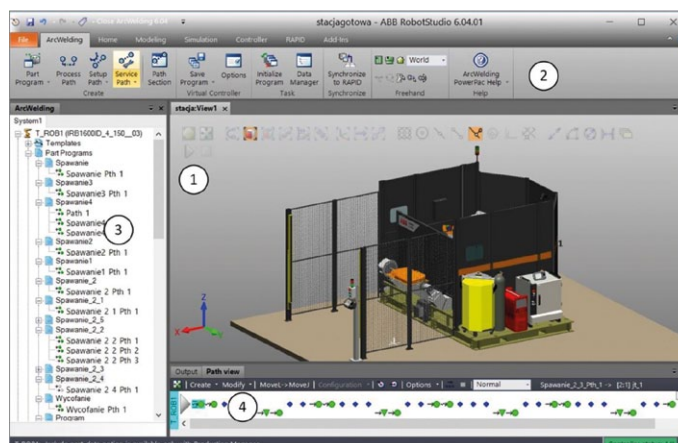 stacjagotowa - ABB RobotStudio 6.04.01
File ArcWelding Home Modeling Simulation Controller RAPID Add-Ins
Part Program Process Path Setup Path Service Path Path Section Save Program Options Initialize Program Data Manager Synchronize to RAPID World ArcWelding PowerPac Help
Create Virtual Controller Task Synchronize Freehand Help
2
ArcWelding
stacja:View1
System1
T_ROB1 (IRB1600ID_4_150__03)
Templates
Part Programs
Spawanie
Spawanie Pth 1
Spawanie3
Spawanie3 Pth 1
Spawanie4
Path 1
Spawanie4
Spawanie4
Spawanie2
Spawanie2 Pth 1
Spawanie1
Spawanie1 Pth 1
Spawanie_2
Spawanie 2 Pth 1
Spawanie_2_1
Spawanie 2 1 Pth 1
Spawanie_2_5
Spawanie_2_2
Spawanie 2 2 Pth 1
Spawanie 2 2 Pth 2
Spawanie 2 2 Pth 3
Spawanie_2_3
Spawanie_2_4
Spawanie 2 4 Pth 1
Wycofanie
Wycofanie Pth 1
Program
3
1
Z
X
Output Path view
Create Modify MoveL->MoveJ Configuration Options Normal Spawanie_2_3_Pth_1 ->
T_ROB1
4